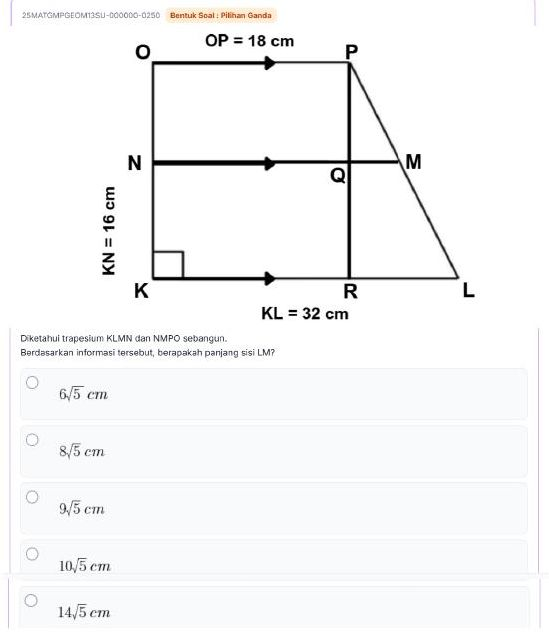 25MATGMPGEOM13SU-000000-0250 Bentuk Soal : Pilihan Ganda
OP = 18 cm
O P
N M
Q
KN = 16 cm
K R L
KL = 32 cm
Diketahui trapesium KLMN dan NMPO sebangun.
Berdasarkan informasi tersebut, berapakah panjang sisi LM?
6√5 cm
8√5 cm
9√5 cm
10√5 cm
14√5 cm